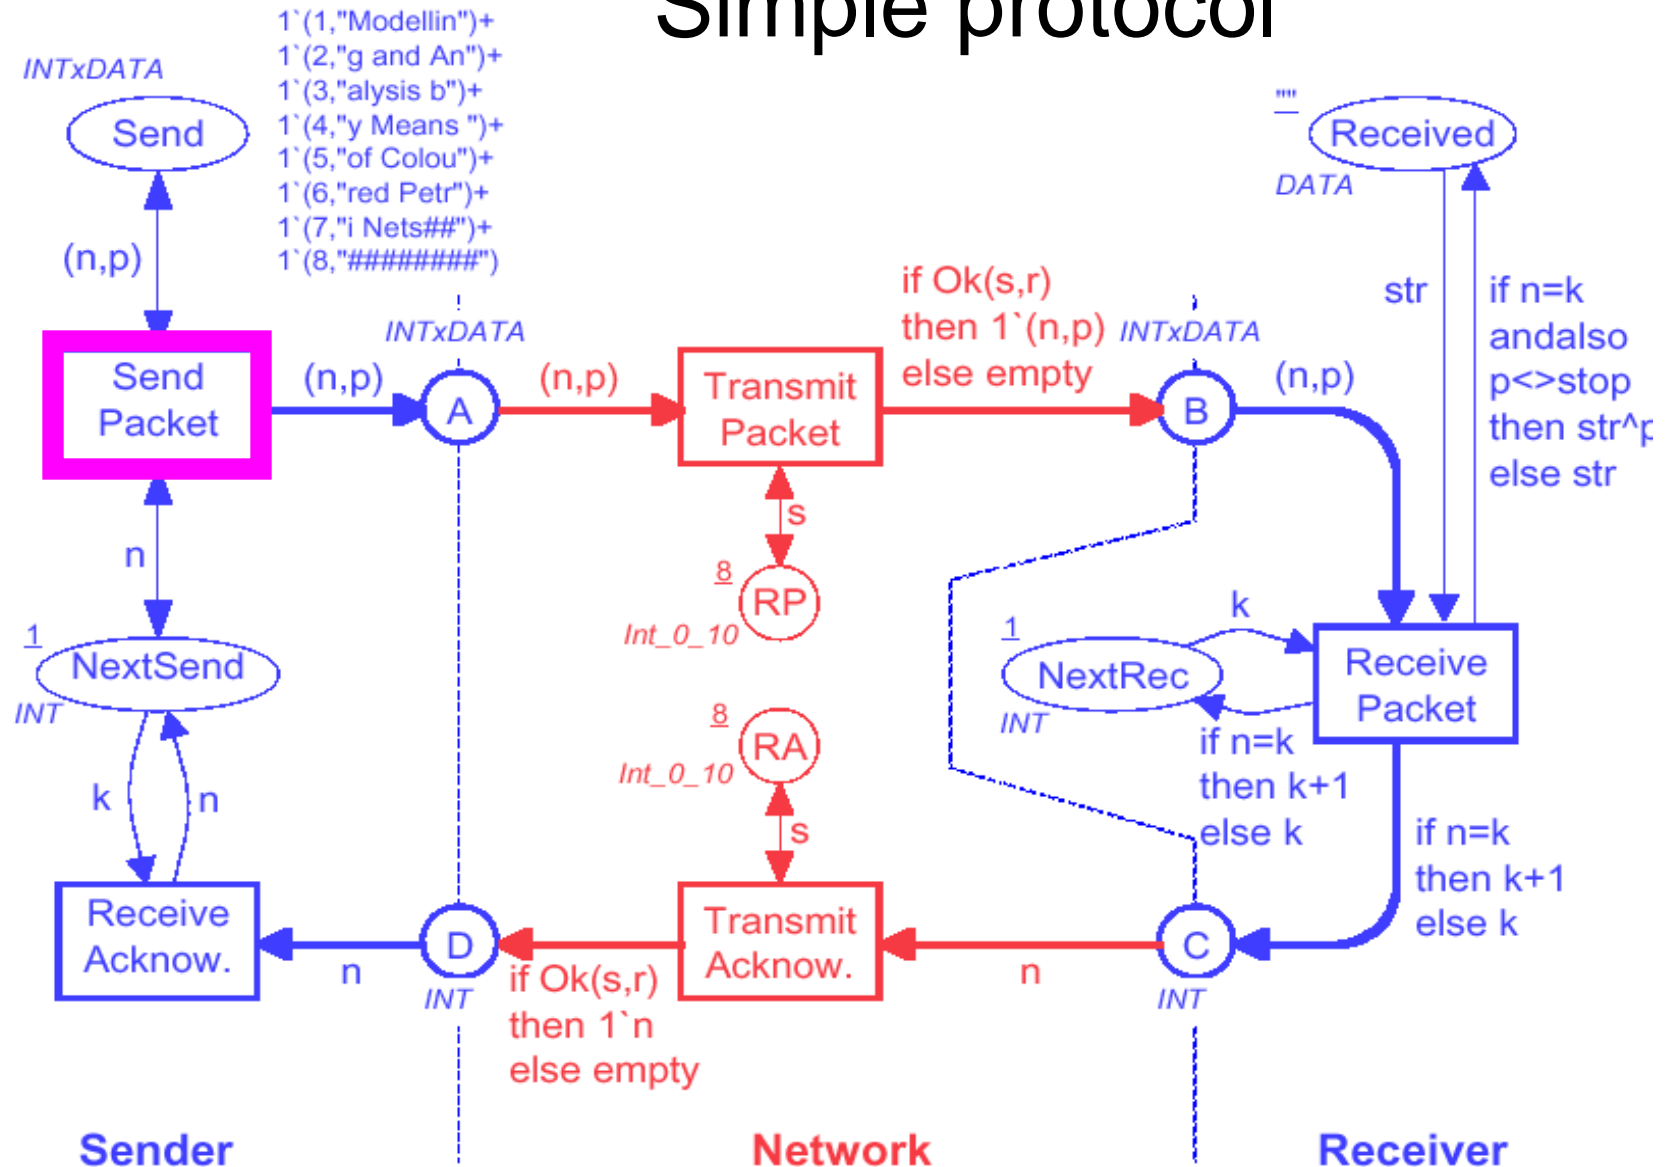 Simple protocol
1`(1,"Modellin")+
1`(2,"g and An")+
1`(3,"alysis b")+
1`(4,"y Means ")+
1`(5,"of Colou")+
1`(6,"red Petr")+
1`(7,"i Nets##")+
1`(8,"########")
INTxDATA
Send
(n,p)
Send
Packet
(n,p)
INTxDATA
A
(n,p)
Transmit
Packet
if Ok(s,r)
then 1`(n,p)
else empty
INTxDATA
B
(n,p)
""
Received
DATA
str
if n=k
andalso
p<>stop
then str^p
else str
n
1
NextSend
INT
s
8
RP
Int_0_10
8
RA
Int_0_10
s
1
NextRec
INT
k
Receive
Packet
if n=k
then k+1
else k
if n=k
then k+1
else k
k
n
Receive
Acknow.
n
D
INT
if Ok(s,r)
then 1`n
else empty
Transmit
Acknow.
n
C
INT
Sender
Network
Receiver